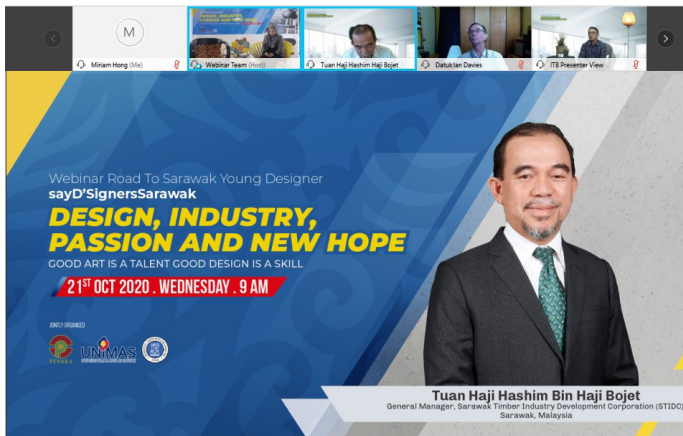 M
Miriam Hong (Me)
Webinar Team (Host)
Tuan Haji Hashim Haji Bojet
Datuk Ian Davies
ITB Presenter View
Webinar Road To Sarawak Young Designer
sayD'SignersSarawak
DESIGN, INDUSTRY,
PASSION AND NEW HOPE
GOOD ART IS A TALENT GOOD DESIGN IS A SKILL
21ST OCT 2020 . WEDNESDAY . 9 AM
JOINTLY ORGANISED
PUSAKA
UNIMAS
Tuan Haji Hashim Bin Haji Bojet
General Manager, Sarawak Timber Industry Development Corporation (STIDC)
Sarawak, Malaysia